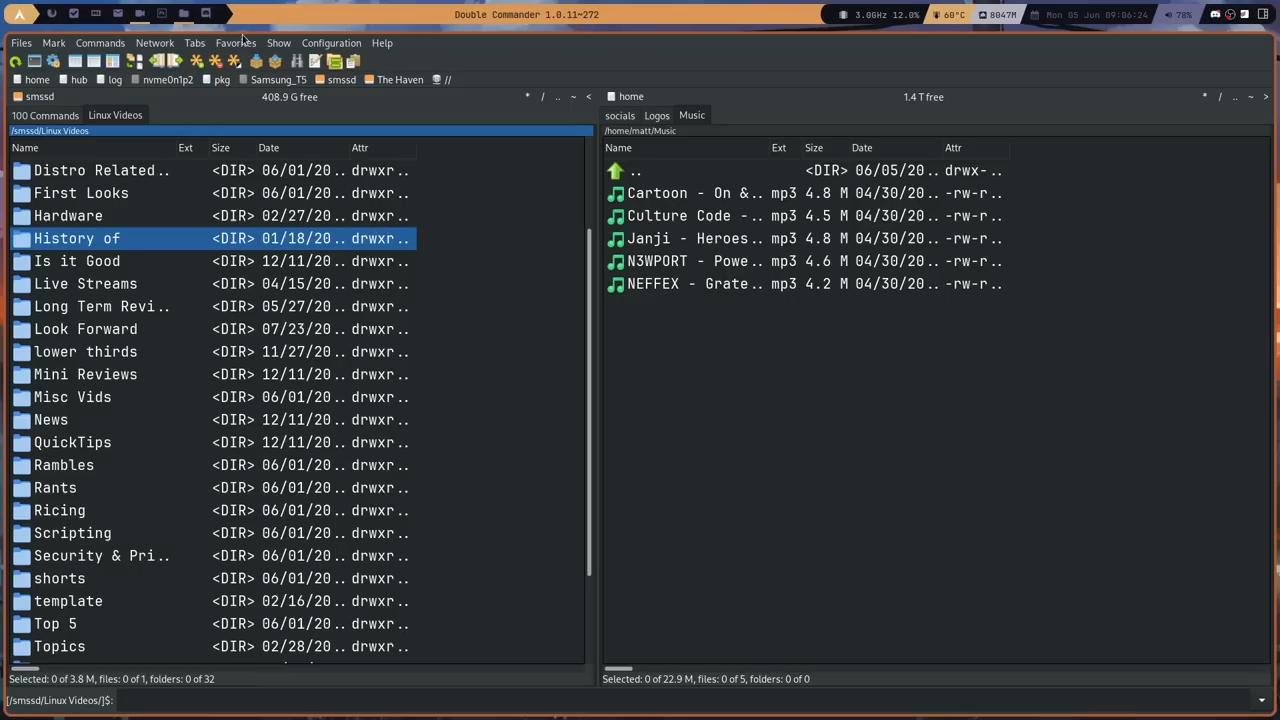 Double Commander 1.0.11~272
3.0GHz 12.0%
60°C
8047M
Mon 05 Jun 09:06:24
78%
Files Mark Commands Network Tabs Favorites Show Configuration Help
home hub log nvme0n1p2 pkg Samsung_T5 smssd The Haven //
smssd 408.9 G free * / .. ~ <
100 Commands Linux Videos
/smssd/Linux Videos
Name Ext Size Date Attr
Distro Related.. <DIR> 06/01/20.. drwxr..
First Looks <DIR> 06/01/20.. drwxr..
Hardware <DIR> 02/27/20.. drwxr..
History of <DIR> 01/18/20.. drwxr..
Is it Good <DIR> 12/11/20.. drwxr..
Live Streams <DIR> 04/15/20.. drwxr..
Long Term Revi.. <DIR> 05/27/20.. drwxr..
Look Forward <DIR> 07/23/20.. drwxr..
lower thirds <DIR> 11/27/20.. drwxr..
Mini Reviews <DIR> 12/11/20.. drwxr..
Misc Vids <DIR> 06/01/20.. drwxr..
News <DIR> 12/11/20.. drwxr..
QuickTips <DIR> 12/11/20.. drwxr..
Rambles <DIR> 06/01/20.. drwxr..
Rants <DIR> 06/01/20.. drwxr..
Ricing <DIR> 06/01/20.. drwxr..
Scripting <DIR> 06/01/20.. drwxr..
Security & Pri.. <DIR> 06/01/20.. drwxr..
shorts <DIR> 06/01/20.. drwxr..
template <DIR> 02/16/20.. drwxr..
Top 5 <DIR> 06/01/20.. drwxr..
Topics <DIR> 02/28/20.. drwxr..
Selected: 0 of 3.8 M, files: 0 of 1, folders: 0 of 32
home 1.4 T free * / .. ~ >
socials Logos Music
/home/matt/Music
Name Ext Size Date Attr
.. <DIR> 06/05/20.. drwx-..
Cartoon - On &.. mp3 4.8 M 04/30/20.. -rw-r..
Culture Code -.. mp3 4.5 M 04/30/20.. -rw-r..
Janji - Heroes.. mp3 4.8 M 04/30/20.. -rw-r..
N3WPORT - Powe.. mp3 4.6 M 04/30/20.. -rw-r..
NEFFEX - Grate.. mp3 4.2 M 04/30/20.. -rw-r..
Selected: 0 of 22.9 M, files: 0 of 5, folders: 0 of 0
[/smssd/Linux Videos/]$: